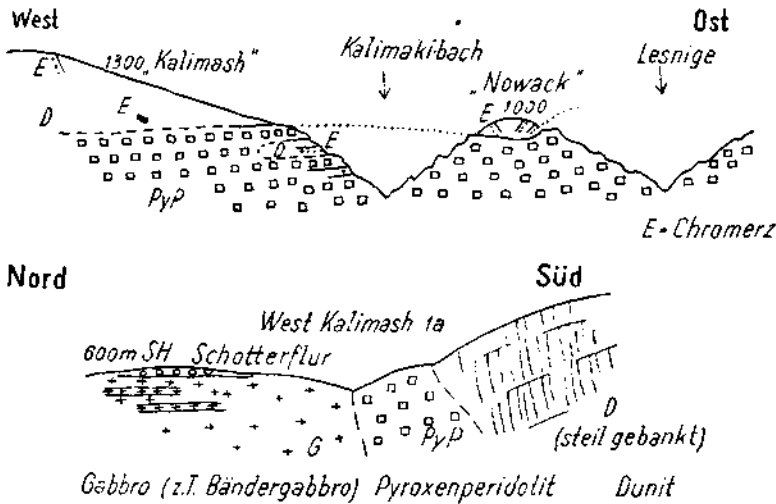 West Ost
Kalimakibach Lesnige
E 1300 „Kalimash“ „Nowack“
E 1000
D E
D E
PyP
E = Chromerz
Nord Süd
West Kalimash 1a
600m SH Schotterflur
D
G PyP (steil gebankt)
Gabbro (z.T. Bändergabbro) Pyroxenperidolit Dunit